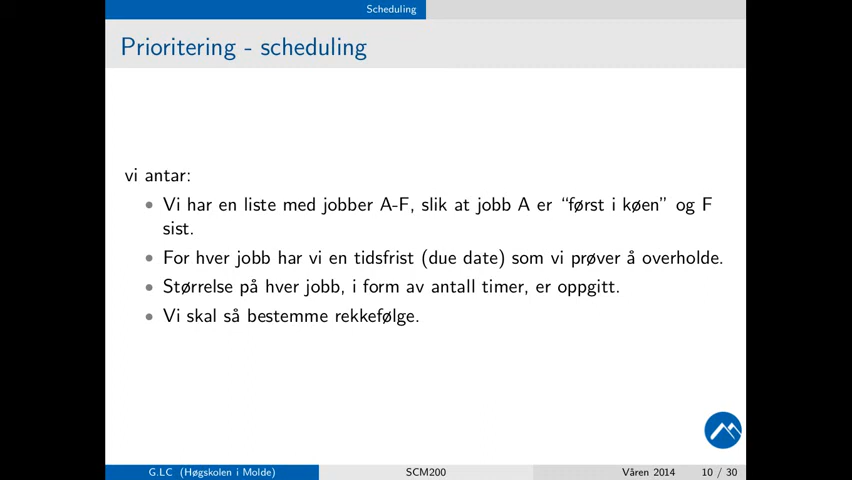 Scheduling
Prioritering - scheduling
vi antar:
Vi har en liste med jobber A-F, slik at jobb A er “først i køen” og F
sist.
For hver jobb har vi en tidsfrist (due date) som vi prøver å overholde.
Størrelse på hver jobb, i form av antall timer, er oppgitt.
Vi skal så bestemme rekkefølge.
G.LC (Høgskolen i Molde) SCM200 Våren 2014 10 / 30